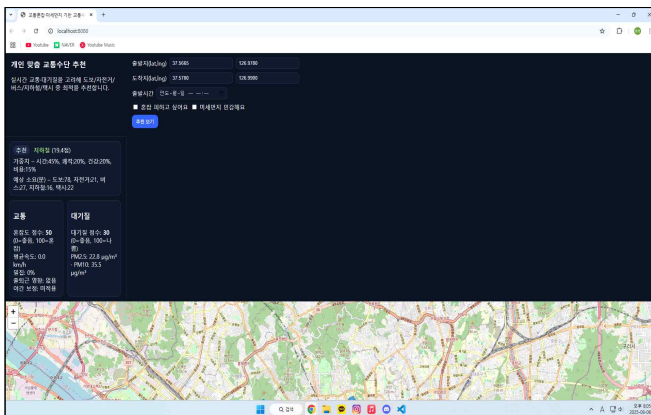 교통혼잡·미세먼지 기반 교통수
localhost:8080
Youtube NAVER Youtube Music
개인 맞춤 교통수단 추천
실시간 교통·대기질을 고려해 도보/자전거/
버스/지하철/택시 중 최적을 추천합니다.
출발지(lat,lng) 37.5665 126.9780
도착지(lat,lng) 37.5700 126.9900
출발시간 연도-월-일 -- --:--
혼잡 피하고 싶어요 미세먼지 민감해요
추천 보기
추천 지하철 (19.4점)
가중치 – 시간:45%, 쾌적:20%, 건강:20%,
비용:15%
예상 소요(분) – 도보:78, 자전거:21, 버
스:27, 지하철:16, 택시:22
교통
혼잡도 점수: 50
(0=좋음, 100=혼
잡)
평균속도: 0.0
km/h
밀집: 0%
출퇴근 영향: 없음
야간 보정: 미적용
대기질
대기질 점수: 30
(0=좋음, 100=나
쁨)
PM2.5: 22.8 μg/m³
· PM10: 35.5
μg/m³
+
−
검색
A